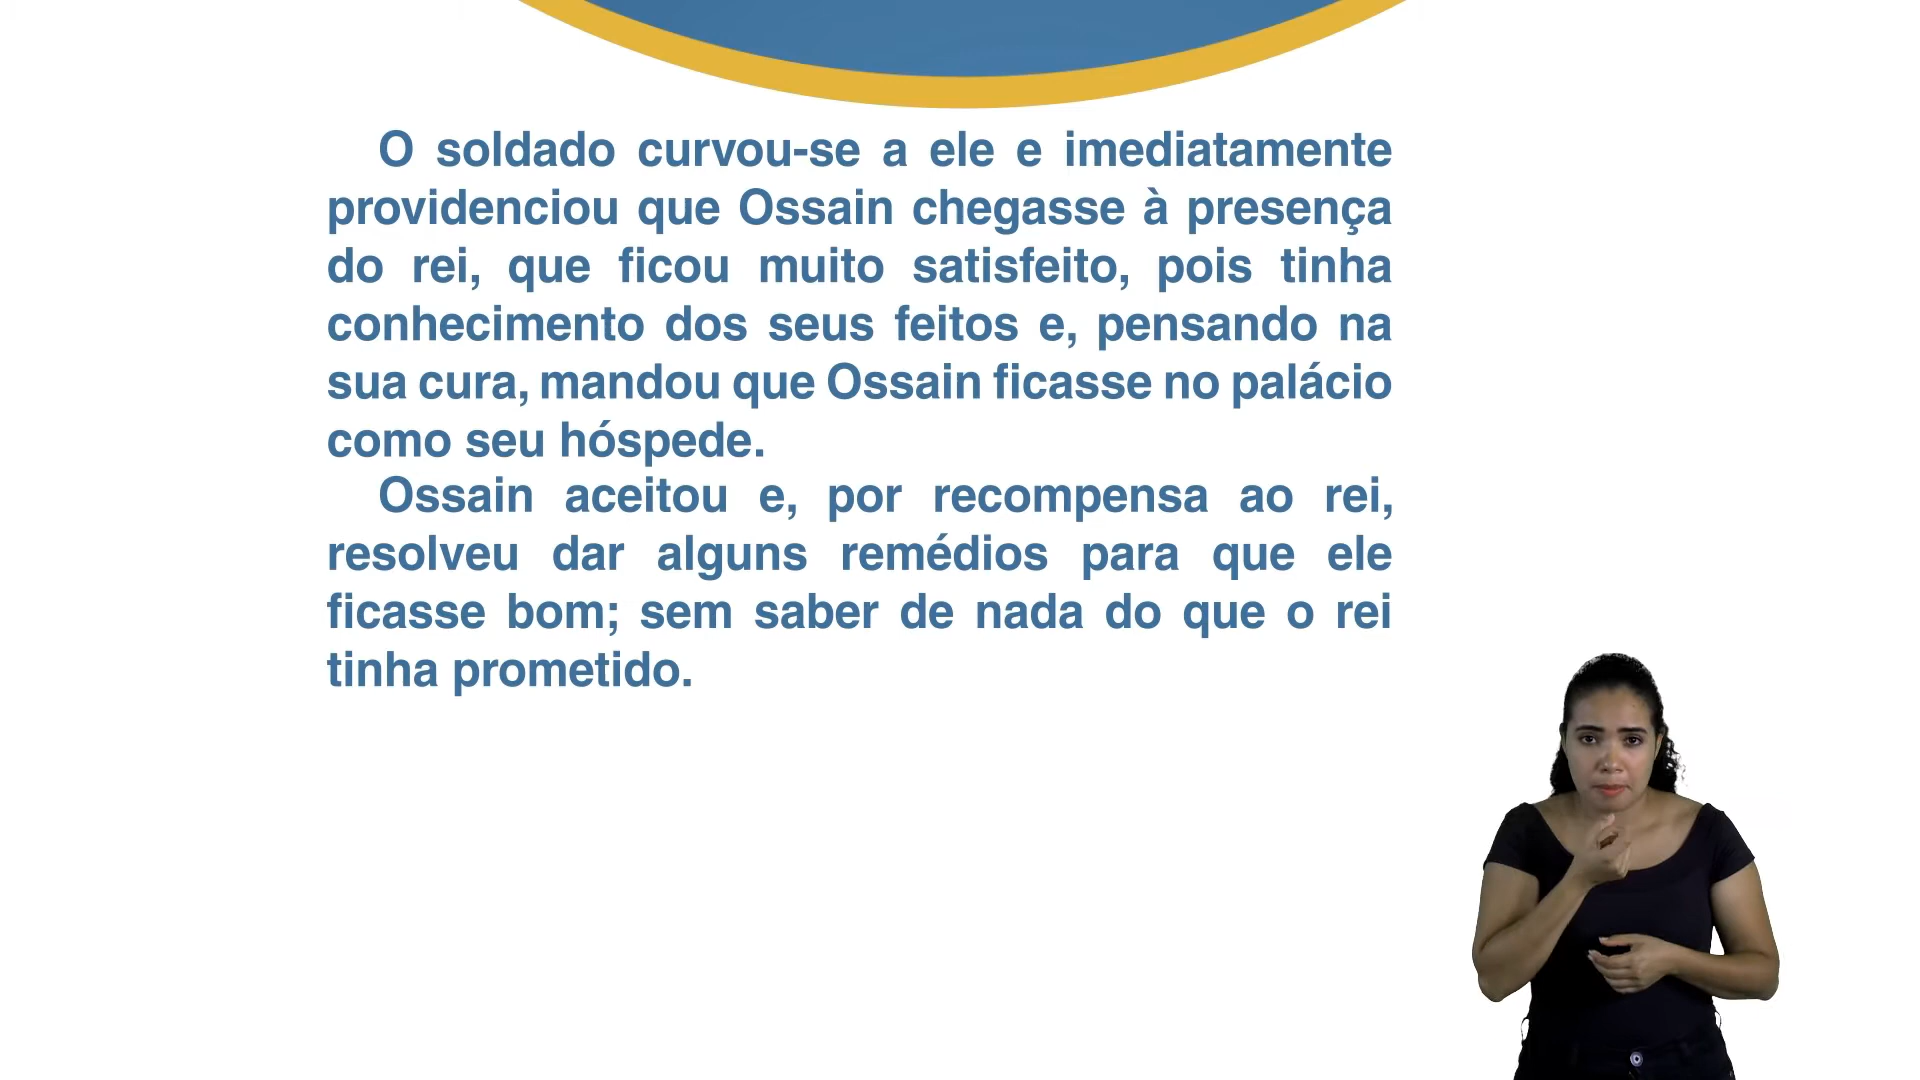 O soldado curvou-se a ele e imediatamente
providenciou que Ossain chegasse à presença
do rei, que ficou muito satisfeito, pois tinha
conhecimento dos seus feitos e, pensando na
sua cura, mandou que Ossain ficasse no palácio
como seu hóspede.
Ossain aceitou e, por recompensa ao rei,
resolveu dar alguns remédios para que ele
ficasse bom; sem saber de nada do que o rei
tinha prometido.